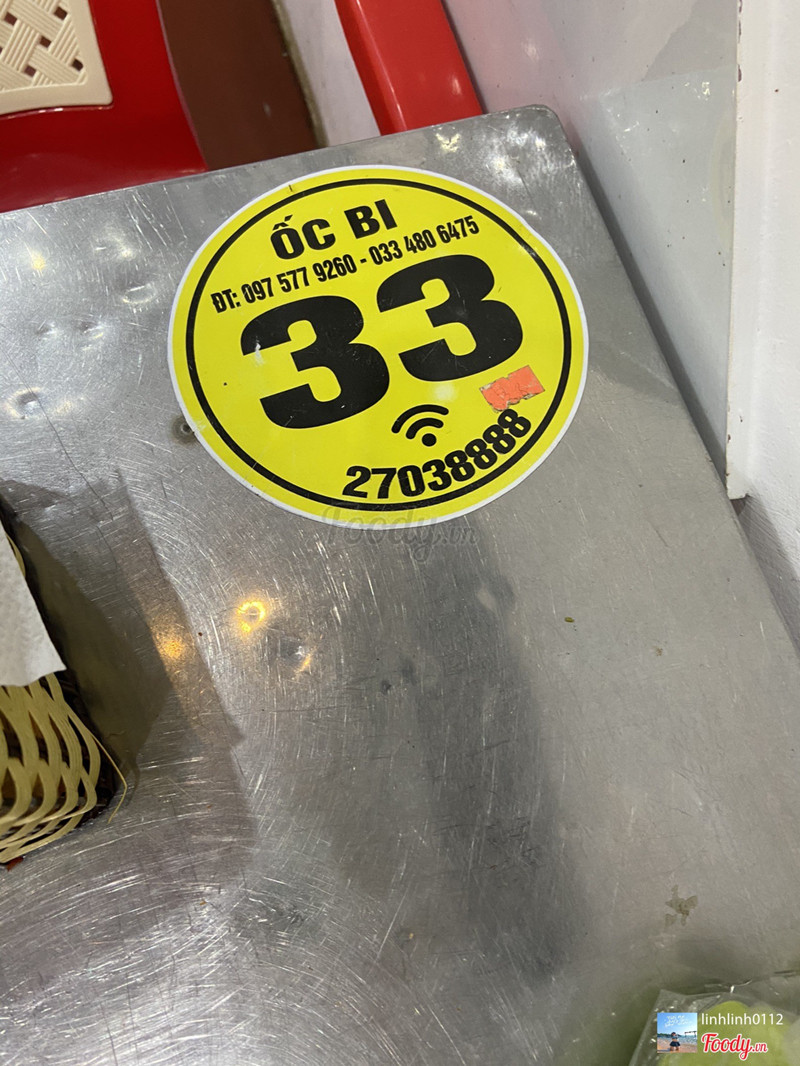 ỐC BI
ĐT: 097 577 9260 - 033 480 6475
33
27038888
Foody.vn
linhlinh0112
Foody.vn